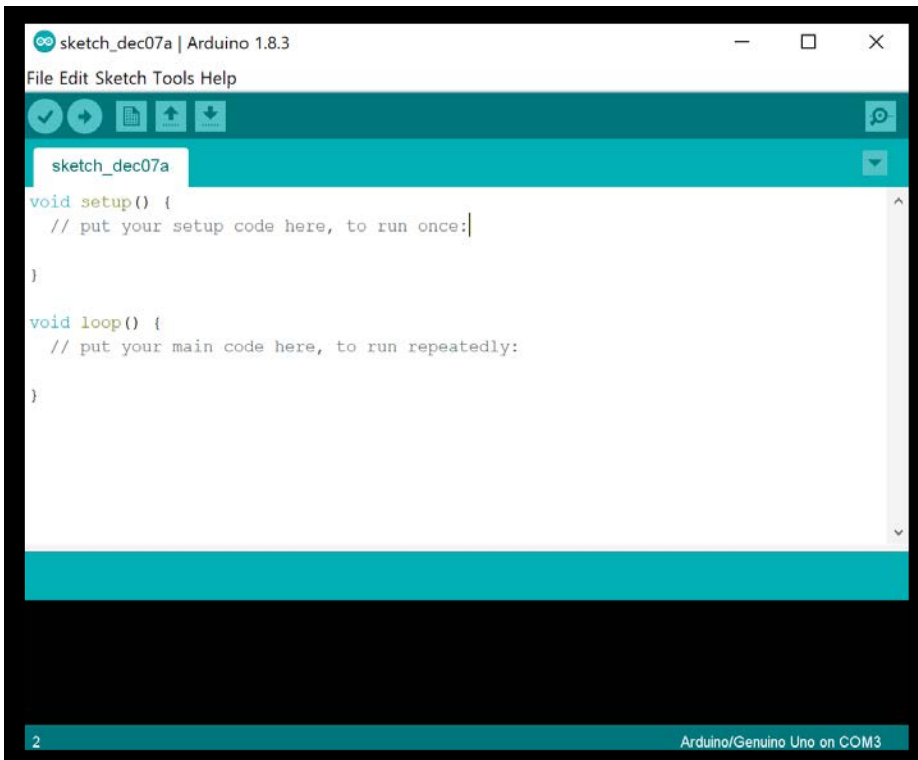 sketch_dec07a | Arduino 1.8.3
File Edit Sketch Tools Help
sketch_dec07a
void setup() {
  // put your setup code here, to run once:
}
void loop() {
  // put your main code here, to run repeatedly:
}
2 Arduino/Genuino Uno on COM3